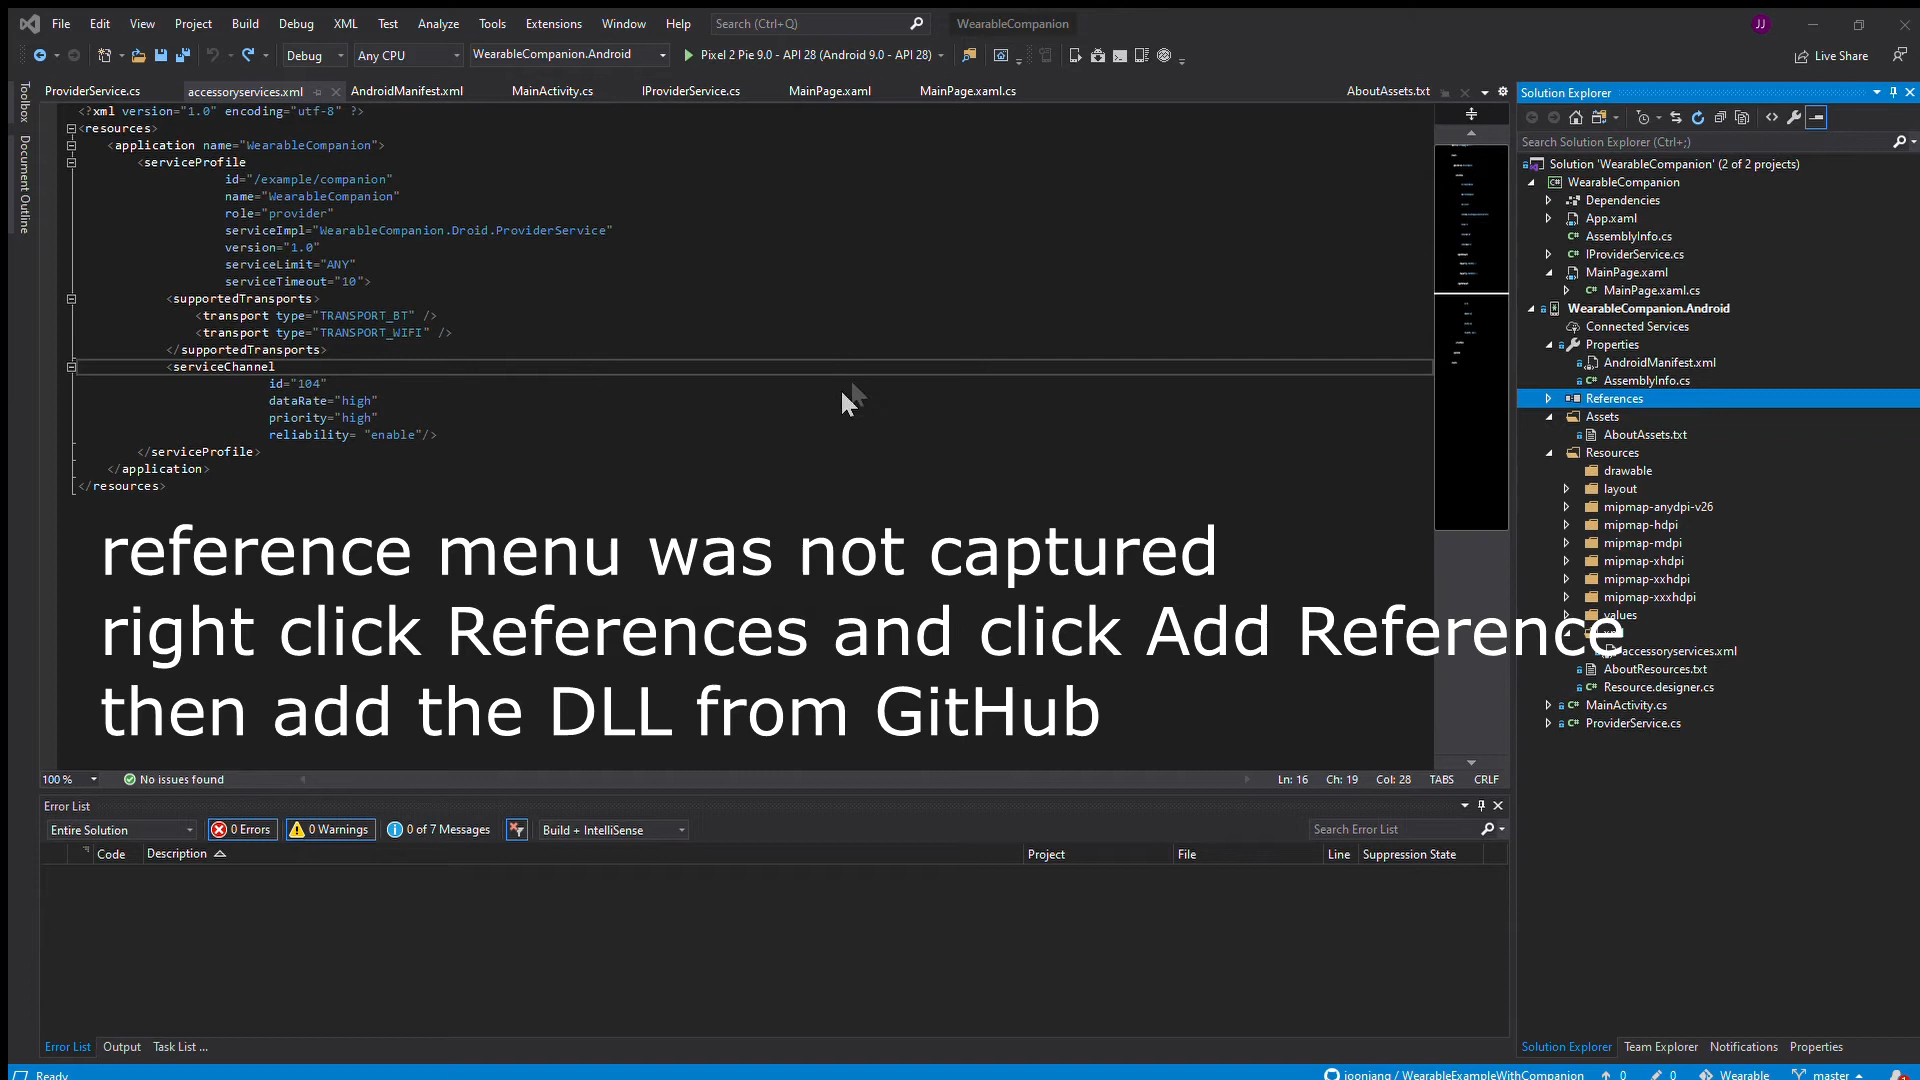 File Edit View Project Build Debug XML Test Analyze Tools Extensions Window Help Search (Ctrl+Q) WearableCompanion JJ
Debug Any CPU WearableCompanion.Android Pixel 2 Pie 9.0 - API 28 (Android 9.0 - API 28) Live Share
Toolbox
Document Outline
ProviderService.cs accessoryservices.xml AndroidManifest.xml MainActivity.cs IProviderService.cs MainPage.xaml MainPage.xaml.cs AboutAssets.txt
<?xml version="1.0" encoding="utf-8" ?>
<resources>
<application name="WearableCompanion">
<serviceProfile
id="/example/companion"
name="WearableCompanion"
role="provider"
serviceImpl="WearableCompanion.Droid.ProviderService"
version="1.0"
serviceLimit="ANY"
serviceTimeout="10">
<supportedTransports>
<transport type="TRANSPORT_BT" />
<transport type="TRANSPORT_WIFI" />
</supportedTransports>
<serviceChannel
id="104"
dataRate="high"
priority="high"
reliability= "enable"/>
</serviceProfile>
</application>
</resources>
reference menu was not captured
right click References and click Add Reference
then add the DLL from GitHub
100 % No issues found Ln: 16 Ch: 19 Col: 28 TABS CRLF
Error List
Entire Solution 0 Errors 0 Warnings 0 of 7 Messages Build + IntelliSense Search Error List
Code Description Project File Line Suppression State
Error List Output Task List ...
Solution Explorer
Search Solution Explorer (Ctrl+;)
Solution 'WearableCompanion' (2 of 2 projects)
WearableCompanion
Dependencies
App.xaml
AssemblyInfo.cs
IProviderService.cs
MainPage.xaml
MainPage.xaml.cs
WearableCompanion.Android
Connected Services
Properties
AndroidManifest.xml
AssemblyInfo.cs
References
Assets
AboutAssets.txt
Resources
drawable
layout
mipmap-anydpi-v26
mipmap-hdpi
mipmap-mdpi
mipmap-xhdpi
mipmap-xxhdpi
mipmap-xxxhdpi
values
accessoryservices.xml
AboutResources.txt
Resource.designer.cs
MainActivity.cs
ProviderService.cs
Solution Explorer Team Explorer Notifications Properties
Ready 0 0 Wearable master